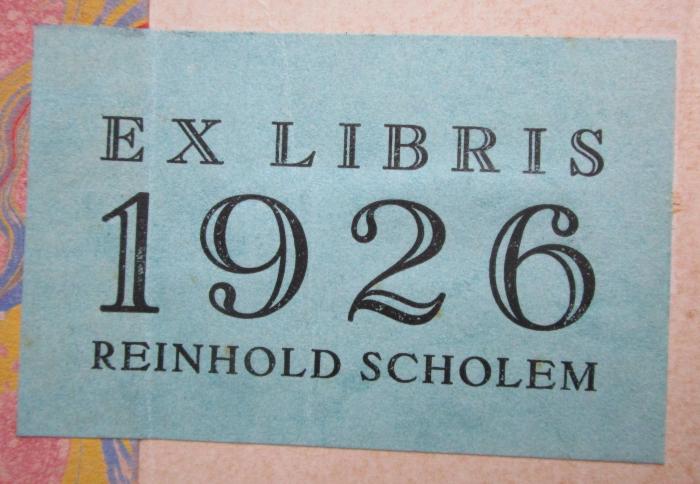 EX LIBRIS
1926
REINHOLD SCHOLEM